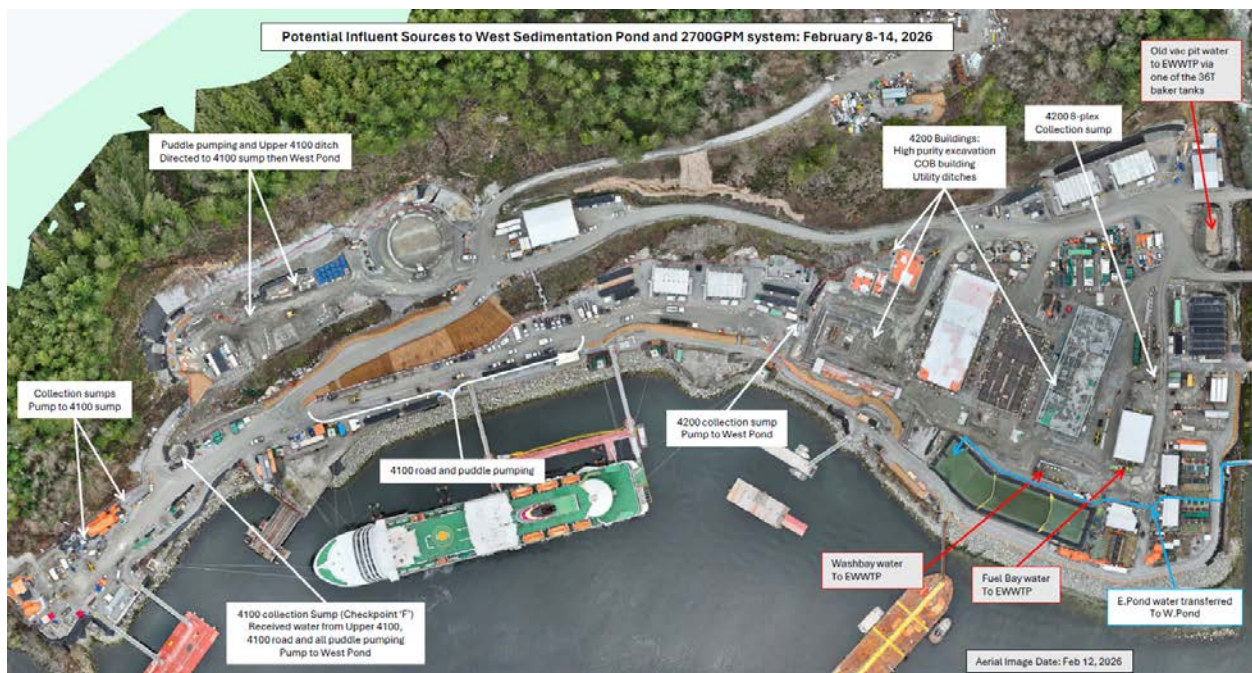 Potential Influent Sources to West Sedimentation Pond and 2700GPM system: February 8-14, 2026
Old vac pit water
to EWWTP via
one of the 36T
baker tanks
4200 8-plex
Collection sump
4200 Buildings:
High purity excavation
COB building
Utility ditches
Puddle pumping and Upper 4100 ditch
Directed to 4100 sump then West Pond
Collection sumps
Pump to 4100 sump
4200 collection sump
Pump to West Pond
4100 road and puddle pumping
Washbay water
To EWWTP
Fuel Bay water
To EWWTP
E.Pond water transferred
To W.Pond
4100 collection Sump (Checkpoint 'F')
Received water from Upper 4100,
4100 road and all puddle pumping
Pump to West Pond
Aerial Image Date: Feb 12, 2026